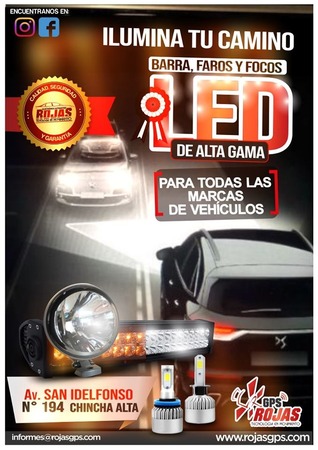 ENCUENTRANOS EN:
ILUMINA TU CAMINO
BARRA, FAROS Y FOCOS
LED
DE ALTA GAMA
CALIDAD, SEGURIDAD
ROJAS
Y GARANTÍA
PARA TODAS LAS
MARCAS
DE VEHÍCULOS
Av. SAN IDELFONSO
N° 194 CHINCHA ALTA
GPS
ROJAS
TECNOLOGÍA EN MOVIMIENTO
informes@rojasgps.com
www.rojasgps.com